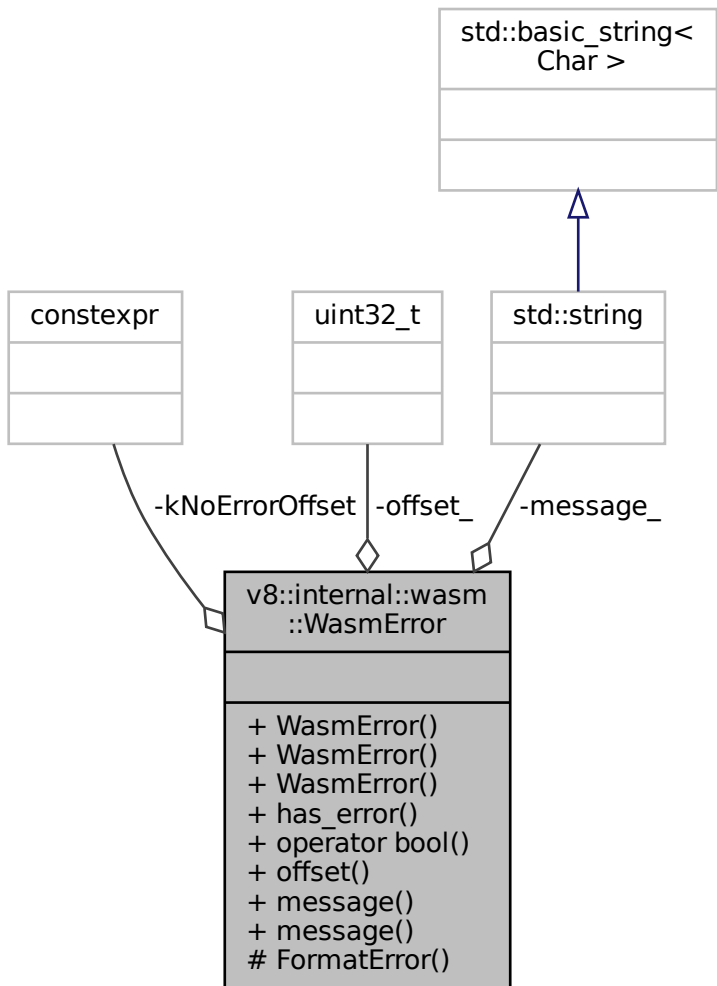 std::basic_string<
Char >
constexpr
uint32_t
std::string
-kNoErrorOffset
-offset_
-message_
v8::internal::wasm
::WasmError
+ WasmError()
+ WasmError()
+ WasmError()
+ has_error()
+ operator bool()
+ offset()
+ message()
+ message()
# FormatError()